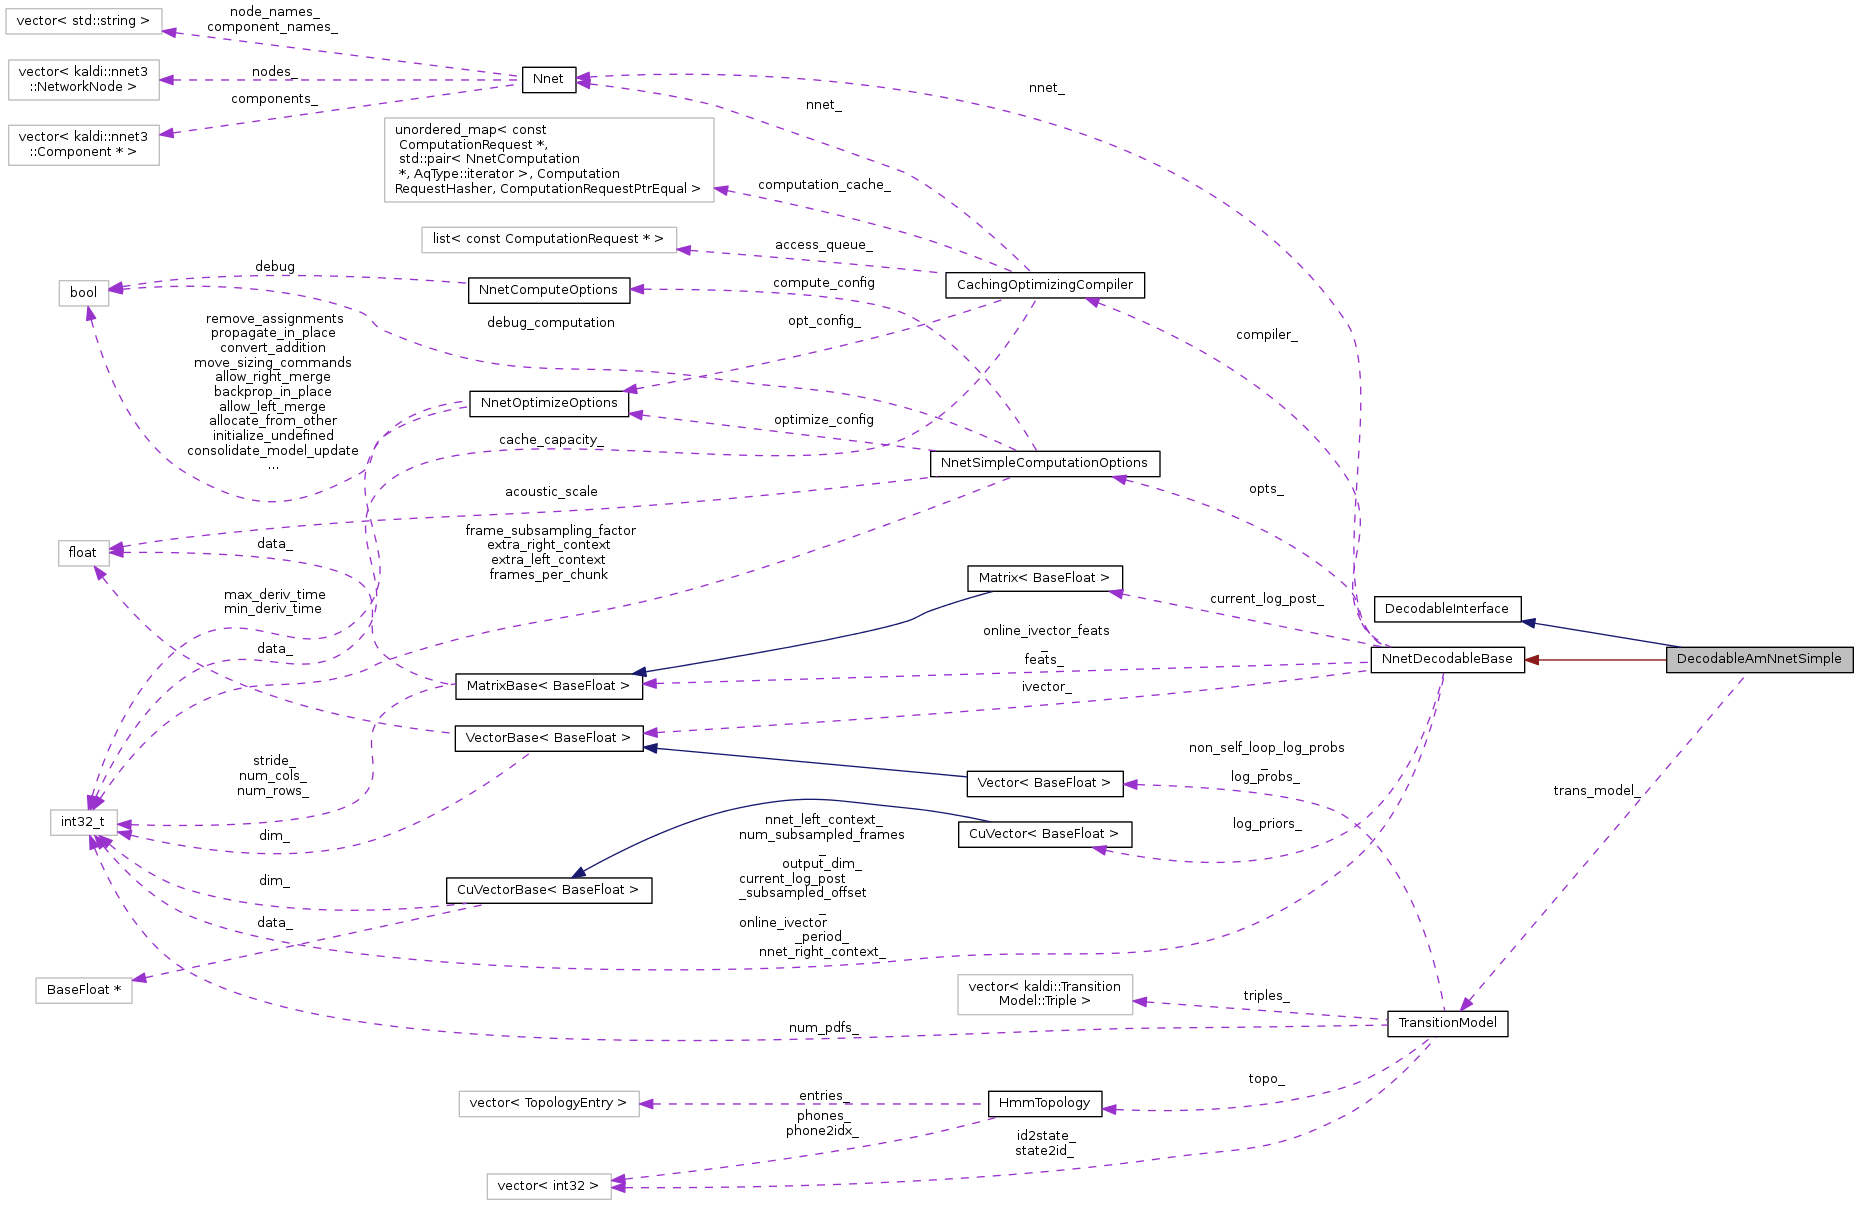 node_names_
component_names_
vector< std::string >
nodes_
vector< kaldi::nnet3
::NetworkNode >
Nnet
nnet_
components_
nnet_
vector< kaldi::nnet3
::Component * >
unordered_map< const
ComputationRequest *,
std::pair< NnetComputation
*, AqType::iterator >, Computation
RequestHasher, ComputationRequestPtrEqual >
computation_cache_
list< const ComputationRequest * >
access_queue_
debug
bool
NnetComputeOptions
compute_config
CachingOptimizingCompiler
debug_computation
opt_config_
compiler_
remove_assignments
propagate_in_place
convert_addition
move_sizing_commands
allow_right_merge
backprop_in_place
allow_left_merge
allocate_from_other
initialize_undefined
consolidate_model_update
...
NnetOptimizeOptions
optimize_config
cache_capacity_
NnetSimpleComputationOptions
acoustic_scale
opts_
float
data_
frame_subsampling_factor
extra_right_context
extra_left_context
frames_per_chunk
Matrix< BaseFloat >
max_deriv_time
min_deriv_time
current_log_post_
DecodableInterface
data_
online_ivector_feats
_
feats_
NnetDecodableBase
DecodableAmNnetSimple
MatrixBase< BaseFloat >
ivector_
VectorBase< BaseFloat >
stride_
num_cols_
num_rows_
non_self_loop_log_probs
_
log_probs_
Vector< BaseFloat >
trans_model_
int32_t
dim_
nnet_left_context_
num_subsampled_frames
_
output_dim_
current_log_post
_subsampled_offset
_
online_ivector
_period_
nnet_right_context_
CuVector< BaseFloat >
log_priors_
dim_
CuVectorBase< BaseFloat >
data_
BaseFloat *
vector< kaldi::Transition
Model::Triple >
triples_
TransitionModel
num_pdfs_
topo_
vector< TopologyEntry >
entries_
HmmTopology
phones_
phone2idx_
id2state_
state2id_
vector< int32 >